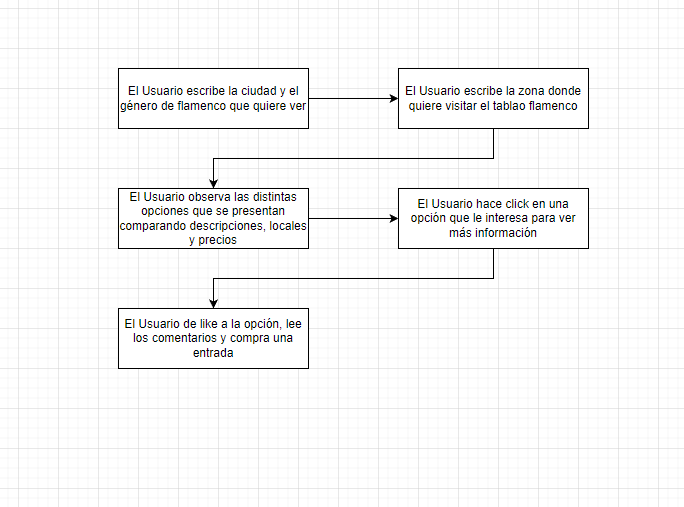 El Usuario escribe la ciudad y el
género de flamenco que quiere ver
El Usuario escribe la zona donde
quiere visitar el tablao flamenco
El Usuario observa las distintas
opciones que se presentan
comparando descripciones, locales
y precios
El Usuario hace click en una
opción que le interesa para ver
más información
El Usuario de like a la opción, lee
los comentarios y compra una
entrada